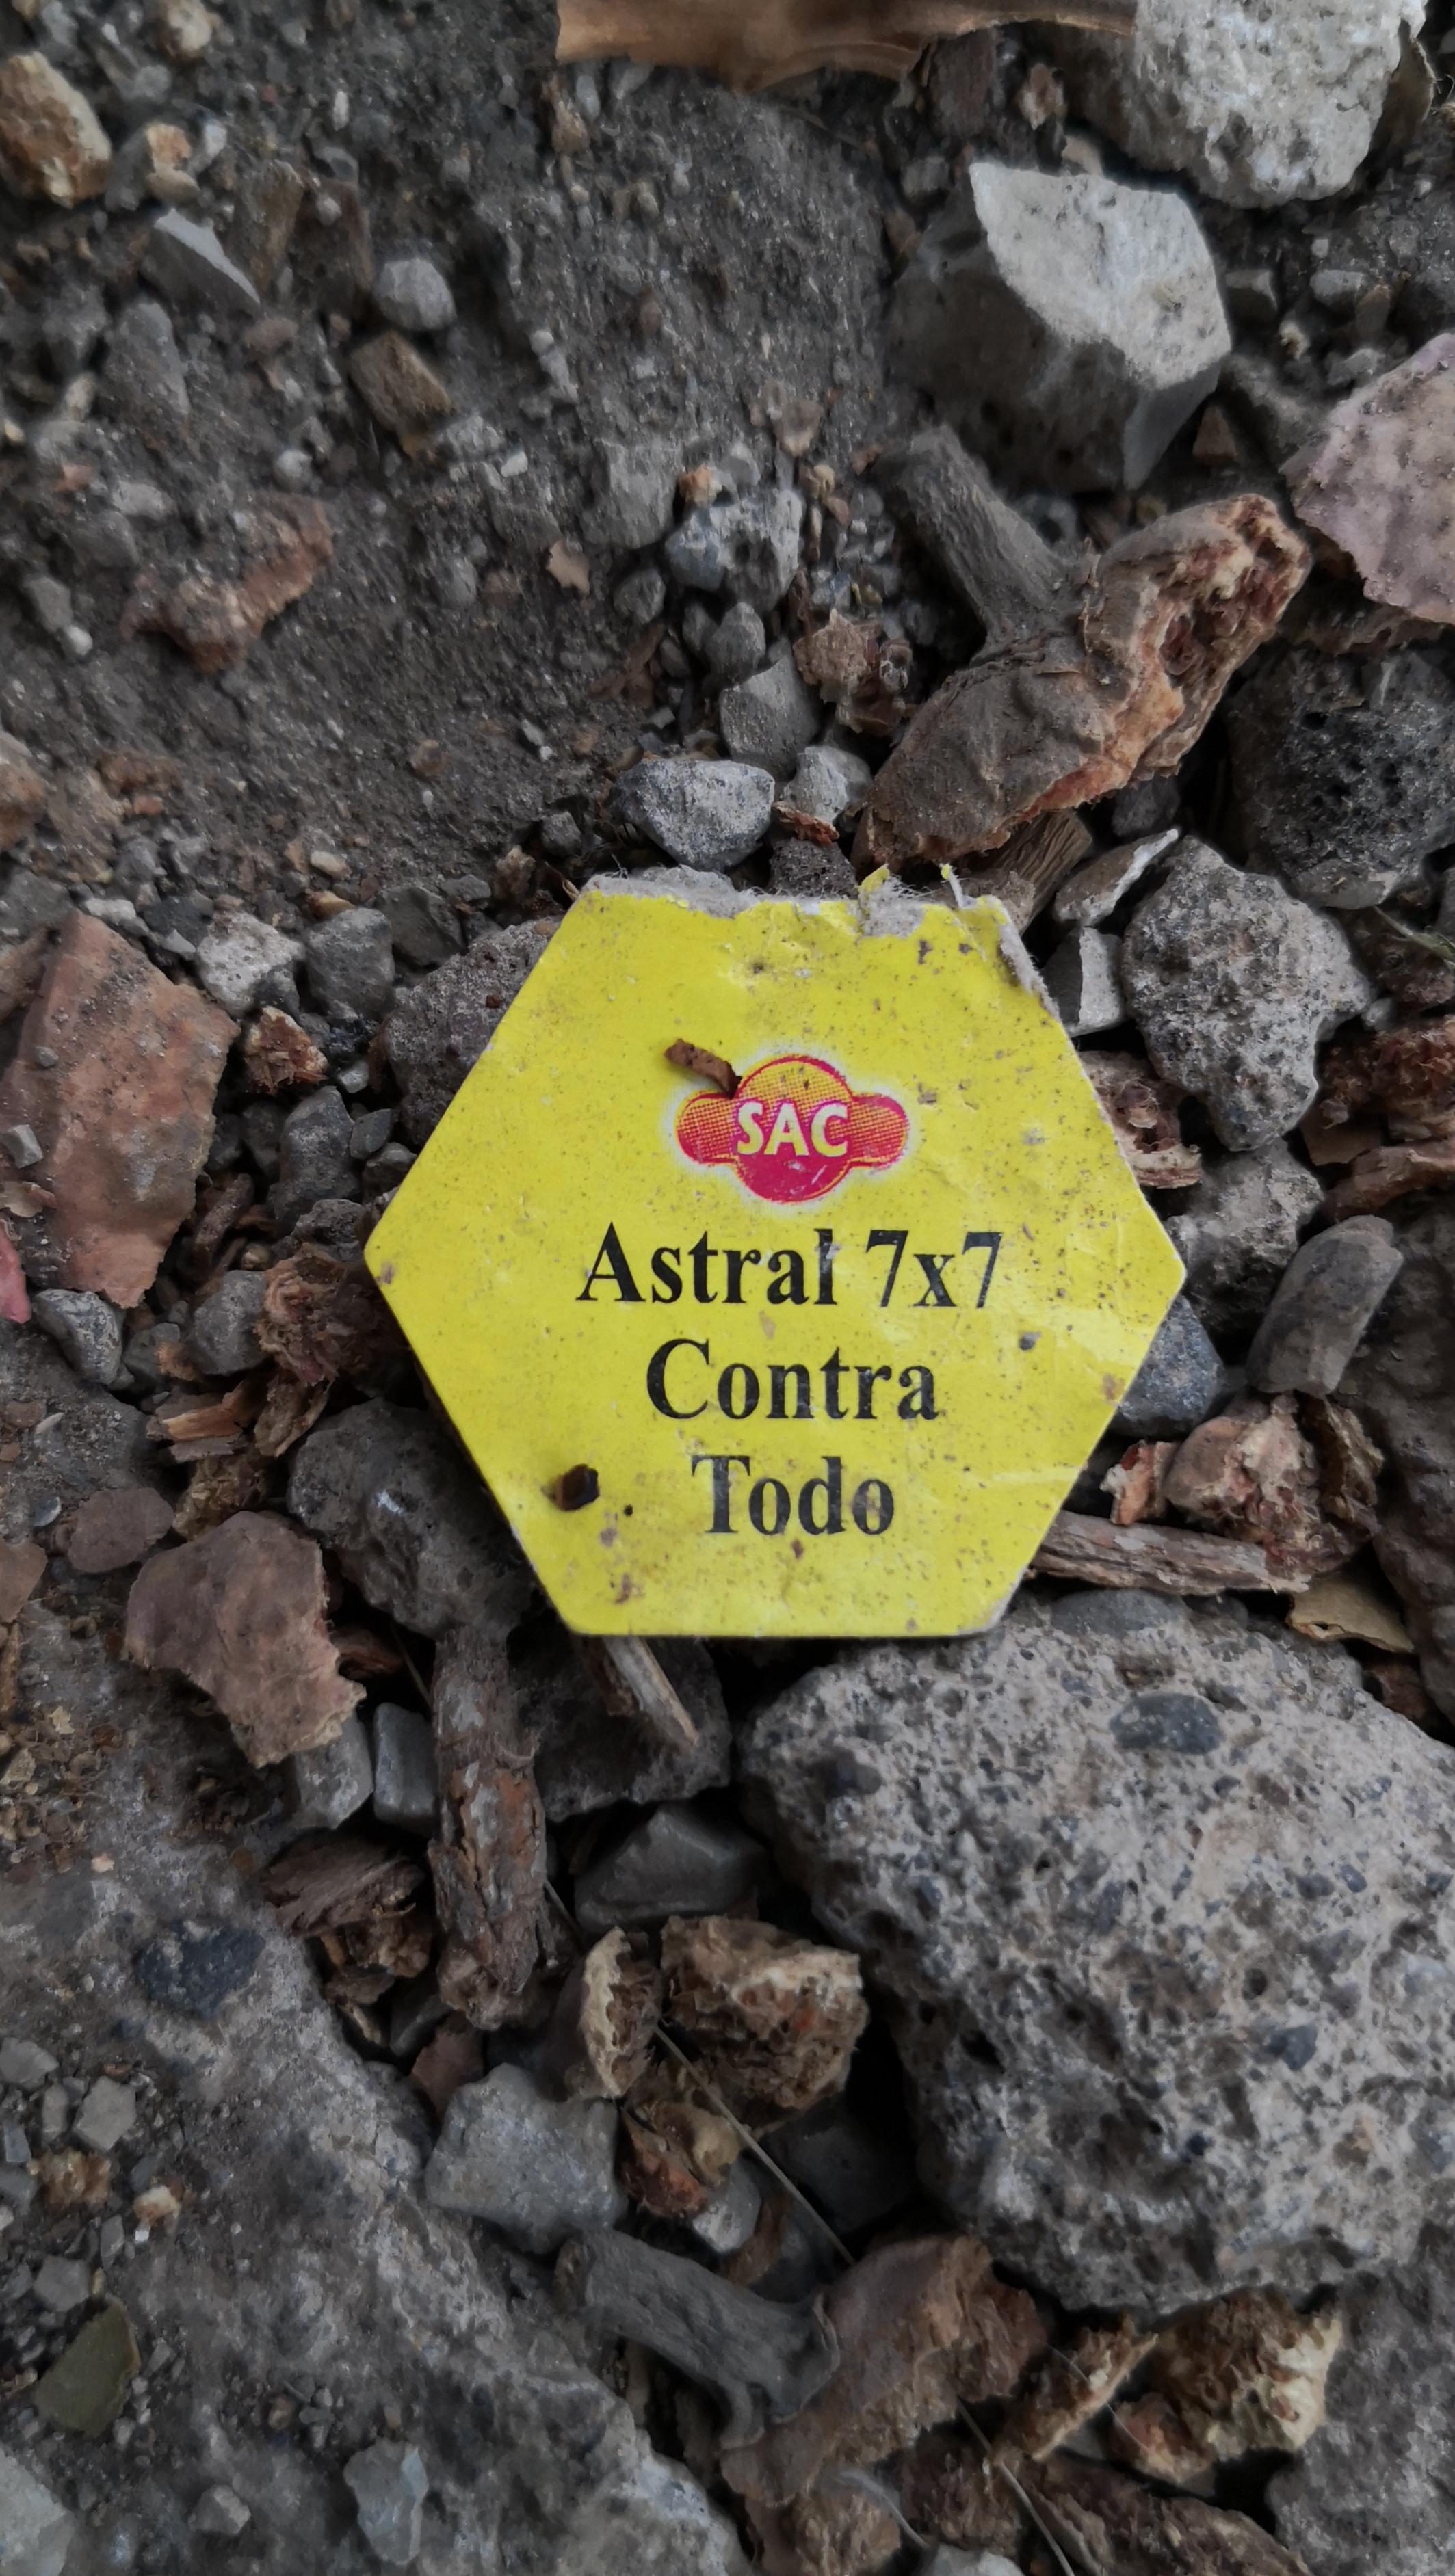 SAC
Astral 7x7
Contra
Todo